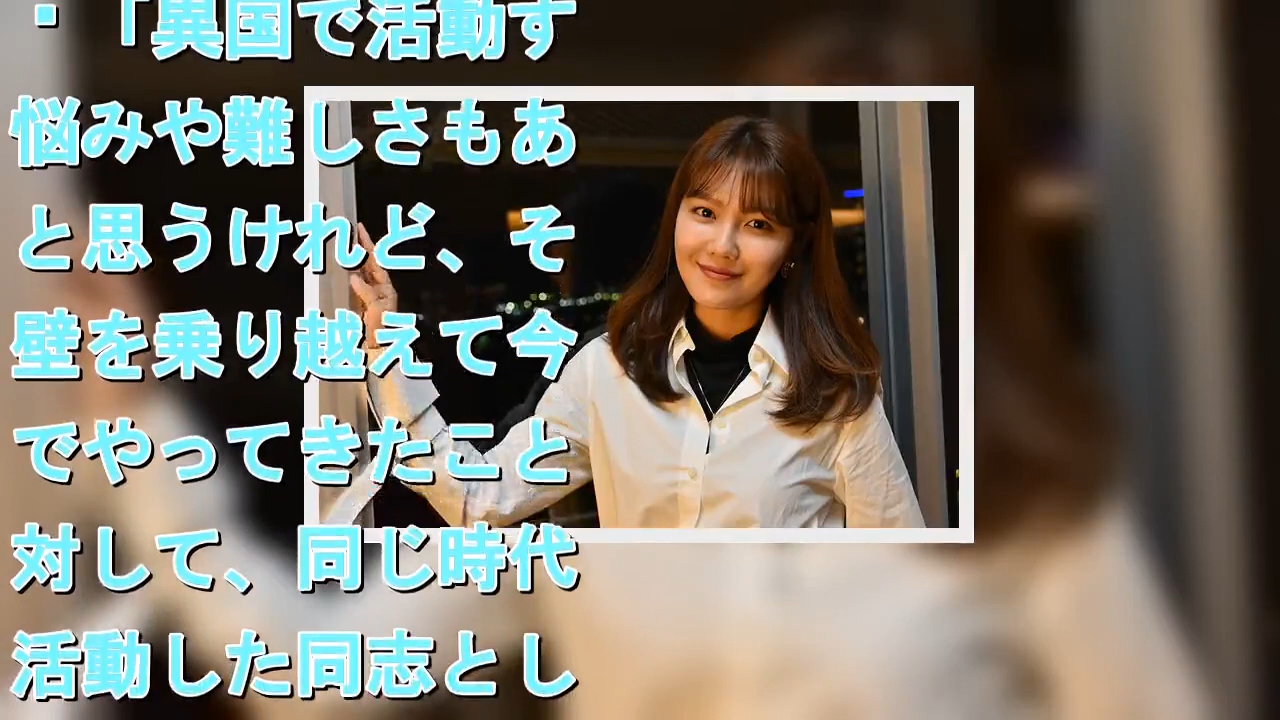 ・「異国で活動す
悩みや難しさもあ
と思うけれど、そ
壁を乗り越えて今
でやってきたこと
対して、同じ時代
活動した同志とし